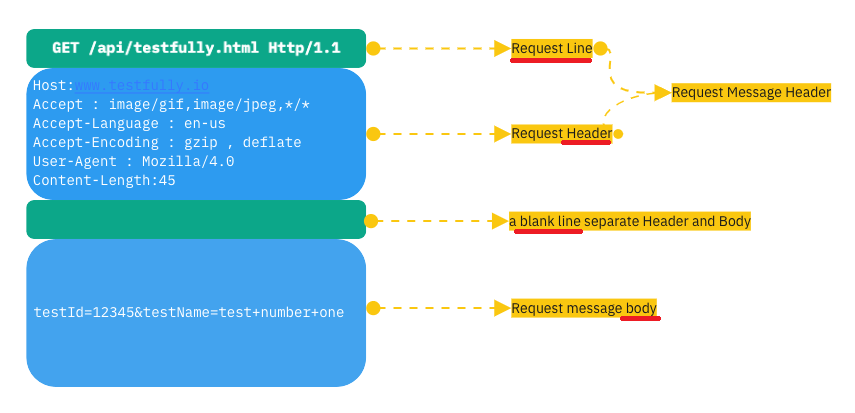 GET /api/testfully.html Http/1.1
Request Line
Host:www.testfully.io
Accept : image/gif,image/jpeg,*/*
Accept-Language : en-us
Accept-Encoding : gzip , deflate
User-Agent : Mozilla/4.0
Content-Length:45
Request Header
Request Message Header
a blank line separate Header and Body
testId=12345&testName=test+number+one
Request message body